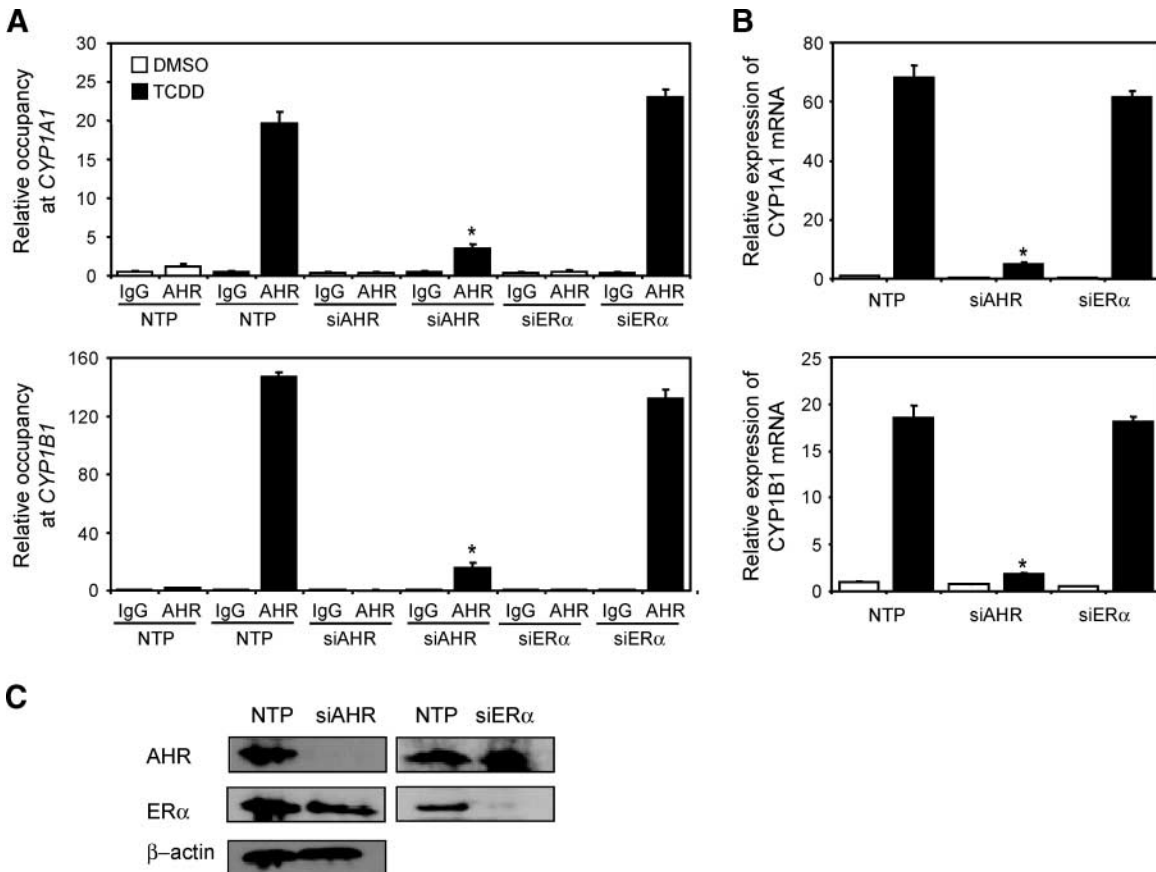 A
Relative occupancy
at CYP1A1
30
25
20
15
10
5
0
DMSO
TCDD
IgG AHR IgG AHR IgG AHR IgG AHR IgG AHR IgG AHR
NTP NTP siAHR siAHR siERα siERα
Relative occupancy
at CYP1B1
160
120
80
40
0
IgG AHR IgG AHR IgG AHR IgG AHR IgG AHR IgG AHR
NTP NTP siAHR siAHR siERα siERα
*
*
B
Relative expression of
CYP1A1 mRNA
80
60
40
20
0
*
NTP siAHR siERα
Relative expression of
CYP1B1 mRNA
25
20
15
10
5
0
*
NTP siAHR siERα
C
NTP siAHR NTP siERα
AHR
ERα
β–actin